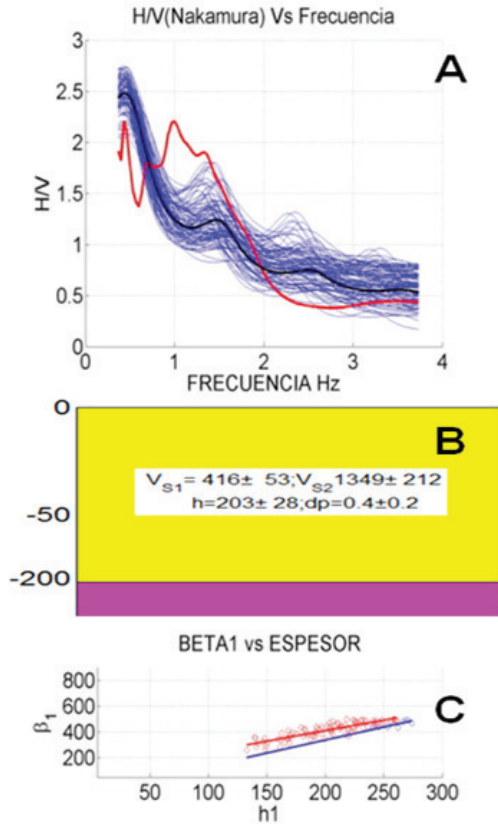 H/V(Nakamura) Vs Frecuencia
A
3
2.5
2
1.5
1
0.5
0
H/V
0 1 2 3 4
FRECUENCIA Hz
B
0
-50
-200
V_S1= 416± 53;V_S2 1349± 212
h=203± 28;dp=0.4±0.2
BETA1 vs ESPESOR
C
800
600
400
200
β_1
50 100 150 200 250 300
h1